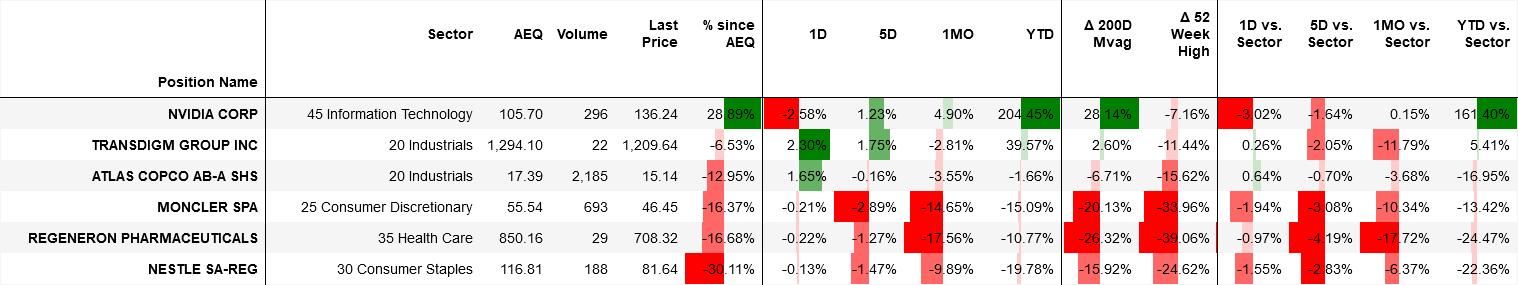 Position Name Sector AEQ Volume Last Price % since AEQ 1D 5D 1MO YTD Δ 200D Mvag Δ 52 Week High 1D vs. Sector 5D vs. Sector 1MO vs. Sector YTD vs. Sector
NVIDIA CORP 45 Information Technology 105.70 296 136.24 28.89% -2.58% 1.23% 4.90% 204.45% 28.14% -7.16% -3.02% -1.64% 0.15% 161.40%
TRANSDIGM GROUP INC 20 Industrials 1,294.10 22 1,209.64 -6.53% 2.30% 1.75% -2.81% 39.57% 2.60% -11.44% 0.26% -2.05% -11.79% 5.41%
ATLAS COPCO AB-A SHS 20 Industrials 17.39 2,185 15.14 -12.95% 1.65% -0.16% -3.55% -1.66% -6.71% -15.62% 0.64% -0.70% -3.68% -16.95%
MONCLER SPA 25 Consumer Discretionary 55.54 693 46.45 -16.37% -0.21% -2.89% -14.65% -15.09% -20.13% -33.96% -1.94% -3.08% -10.34% -13.42%
REGENERON PHARMACEUTICALS 35 Health Care 850.16 29 708.32 -16.68% -0.22% -1.27% -17.56% -10.77% -26.32% -39.06% -0.97% -4.19% -17.72% -24.47%
NESTLE SA-REG 30 Consumer Staples 116.81 188 81.64 -30.11% -0.13% -1.47% -9.89% -19.78% -15.92% -24.62% -1.55% -2.83% -6.37% -22.36%